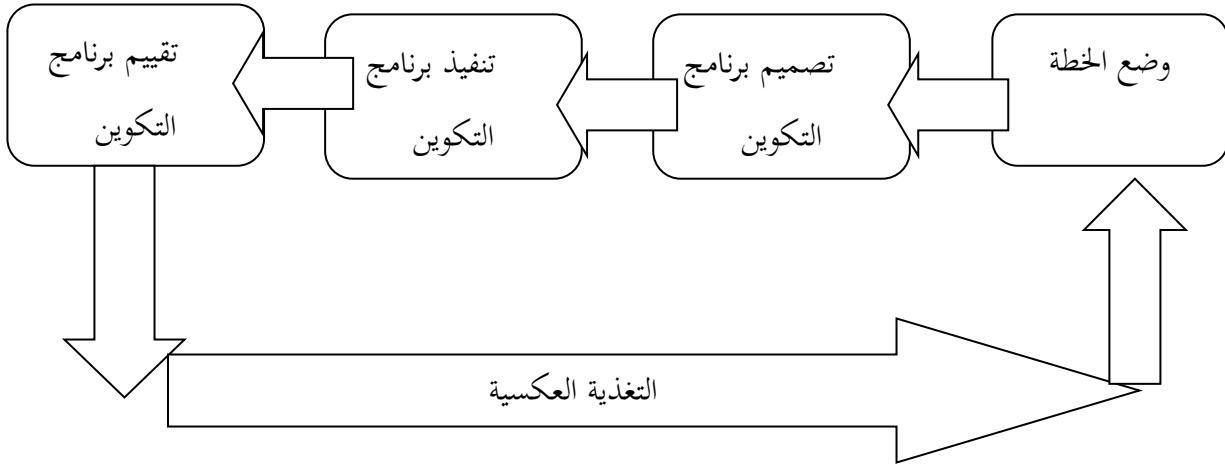 وضع الخطة
تصميم برنامج
التكوين
تنفيذ برنامج
التكوين
تقييم برنامج
التكوين
التغذية العكسية